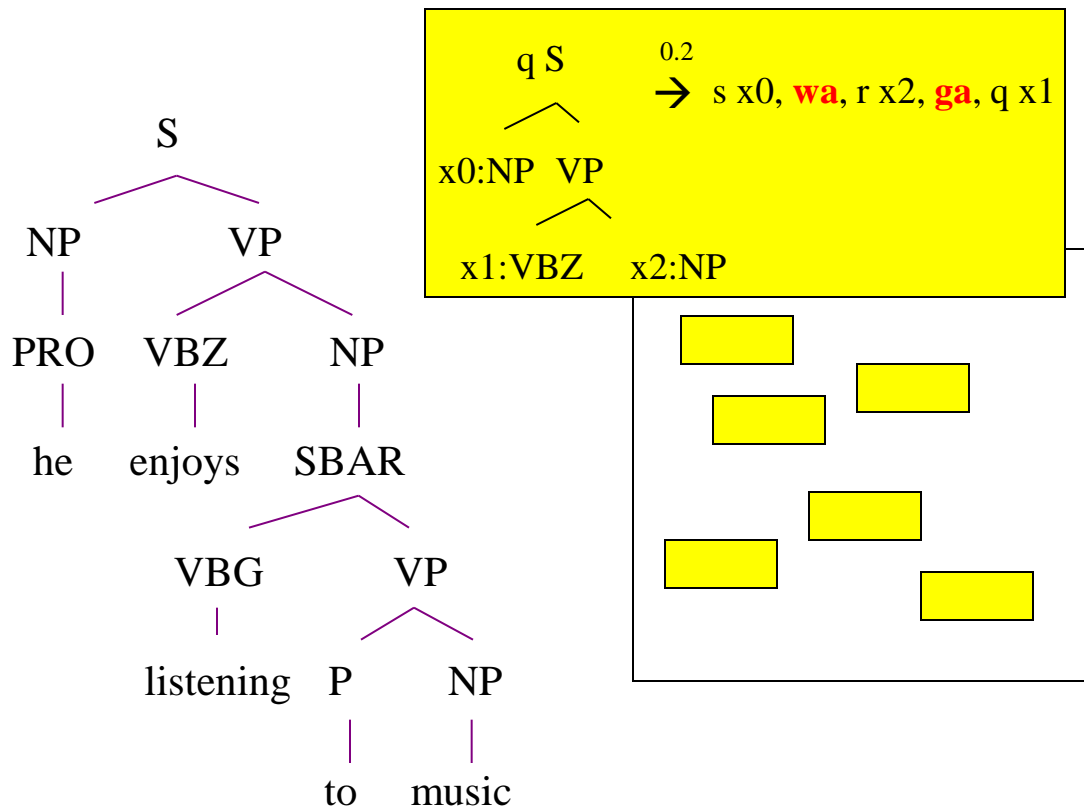 0.2
q S
→ s x0, wa, r x2, ga, q x1
S
x0:NP VP
NP VP
x1:VBZ x2:NP
PRO VBZ NP
he enjoys SBAR
VBG VP
listening P NP
to music